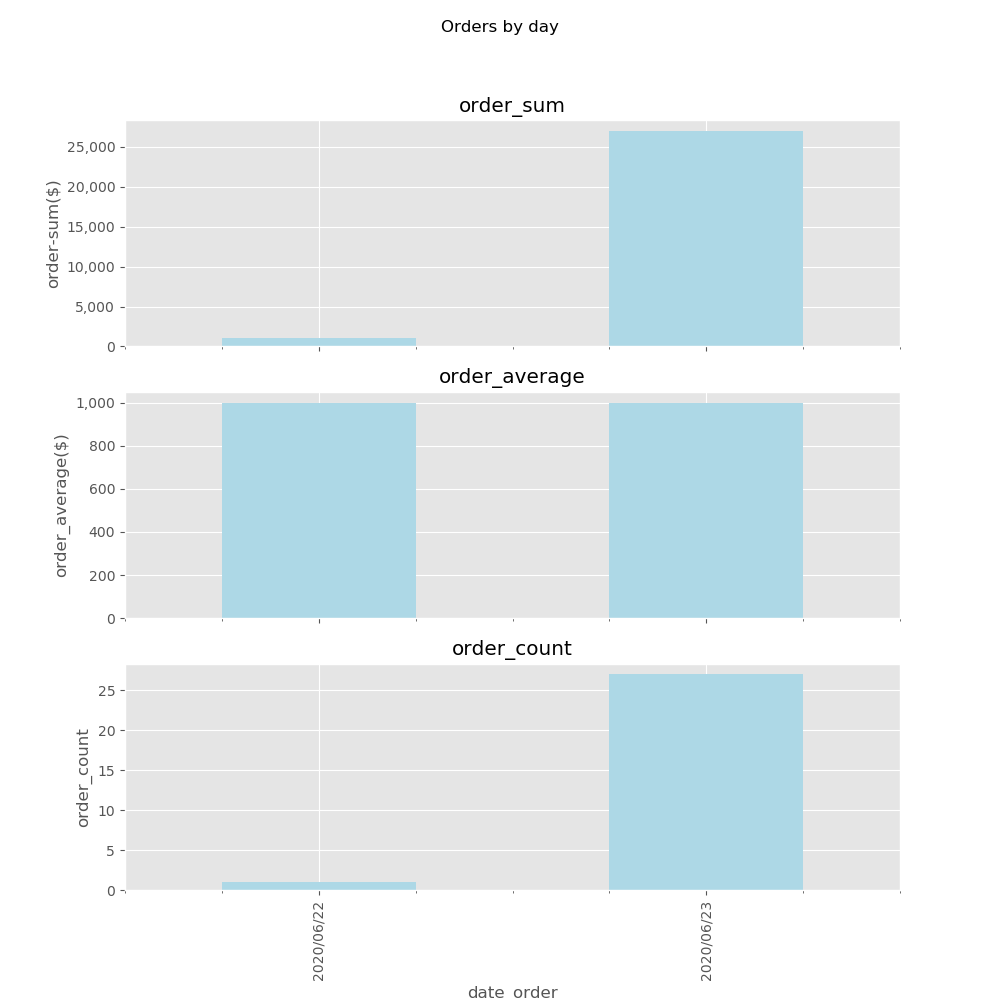 Orders by day
order_sum
order-sum($)
25,000
20,000
15,000
10,000
5,000
0
order_average
order_average($)
1,000
800
600
400
200
0
order_count
order_count
25
20
15
10
5
0
2020/06/22
2020/06/23
date_order